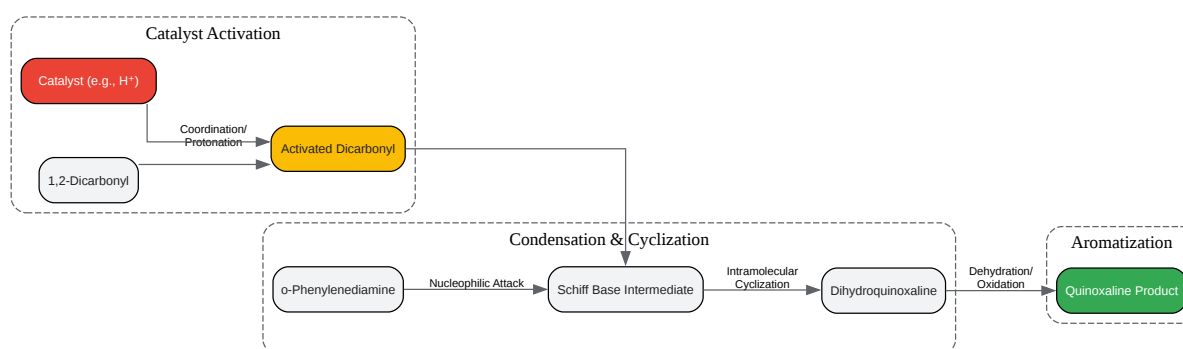 Catalyst Activation
Catalyst (e.g., H⁺)
Coordination/
Protonation
Activated Dicarbonyl
1,2-Dicarbonyl
Condensation & Cyclization
o-Phenylenediamine
Nucleophilic Attack
Schiff Base Intermediate
Intramolecular
Cyclization
Dihydroquinoxaline
Dehydration/
Oxidation
Aromatization
Quinoxaline Product